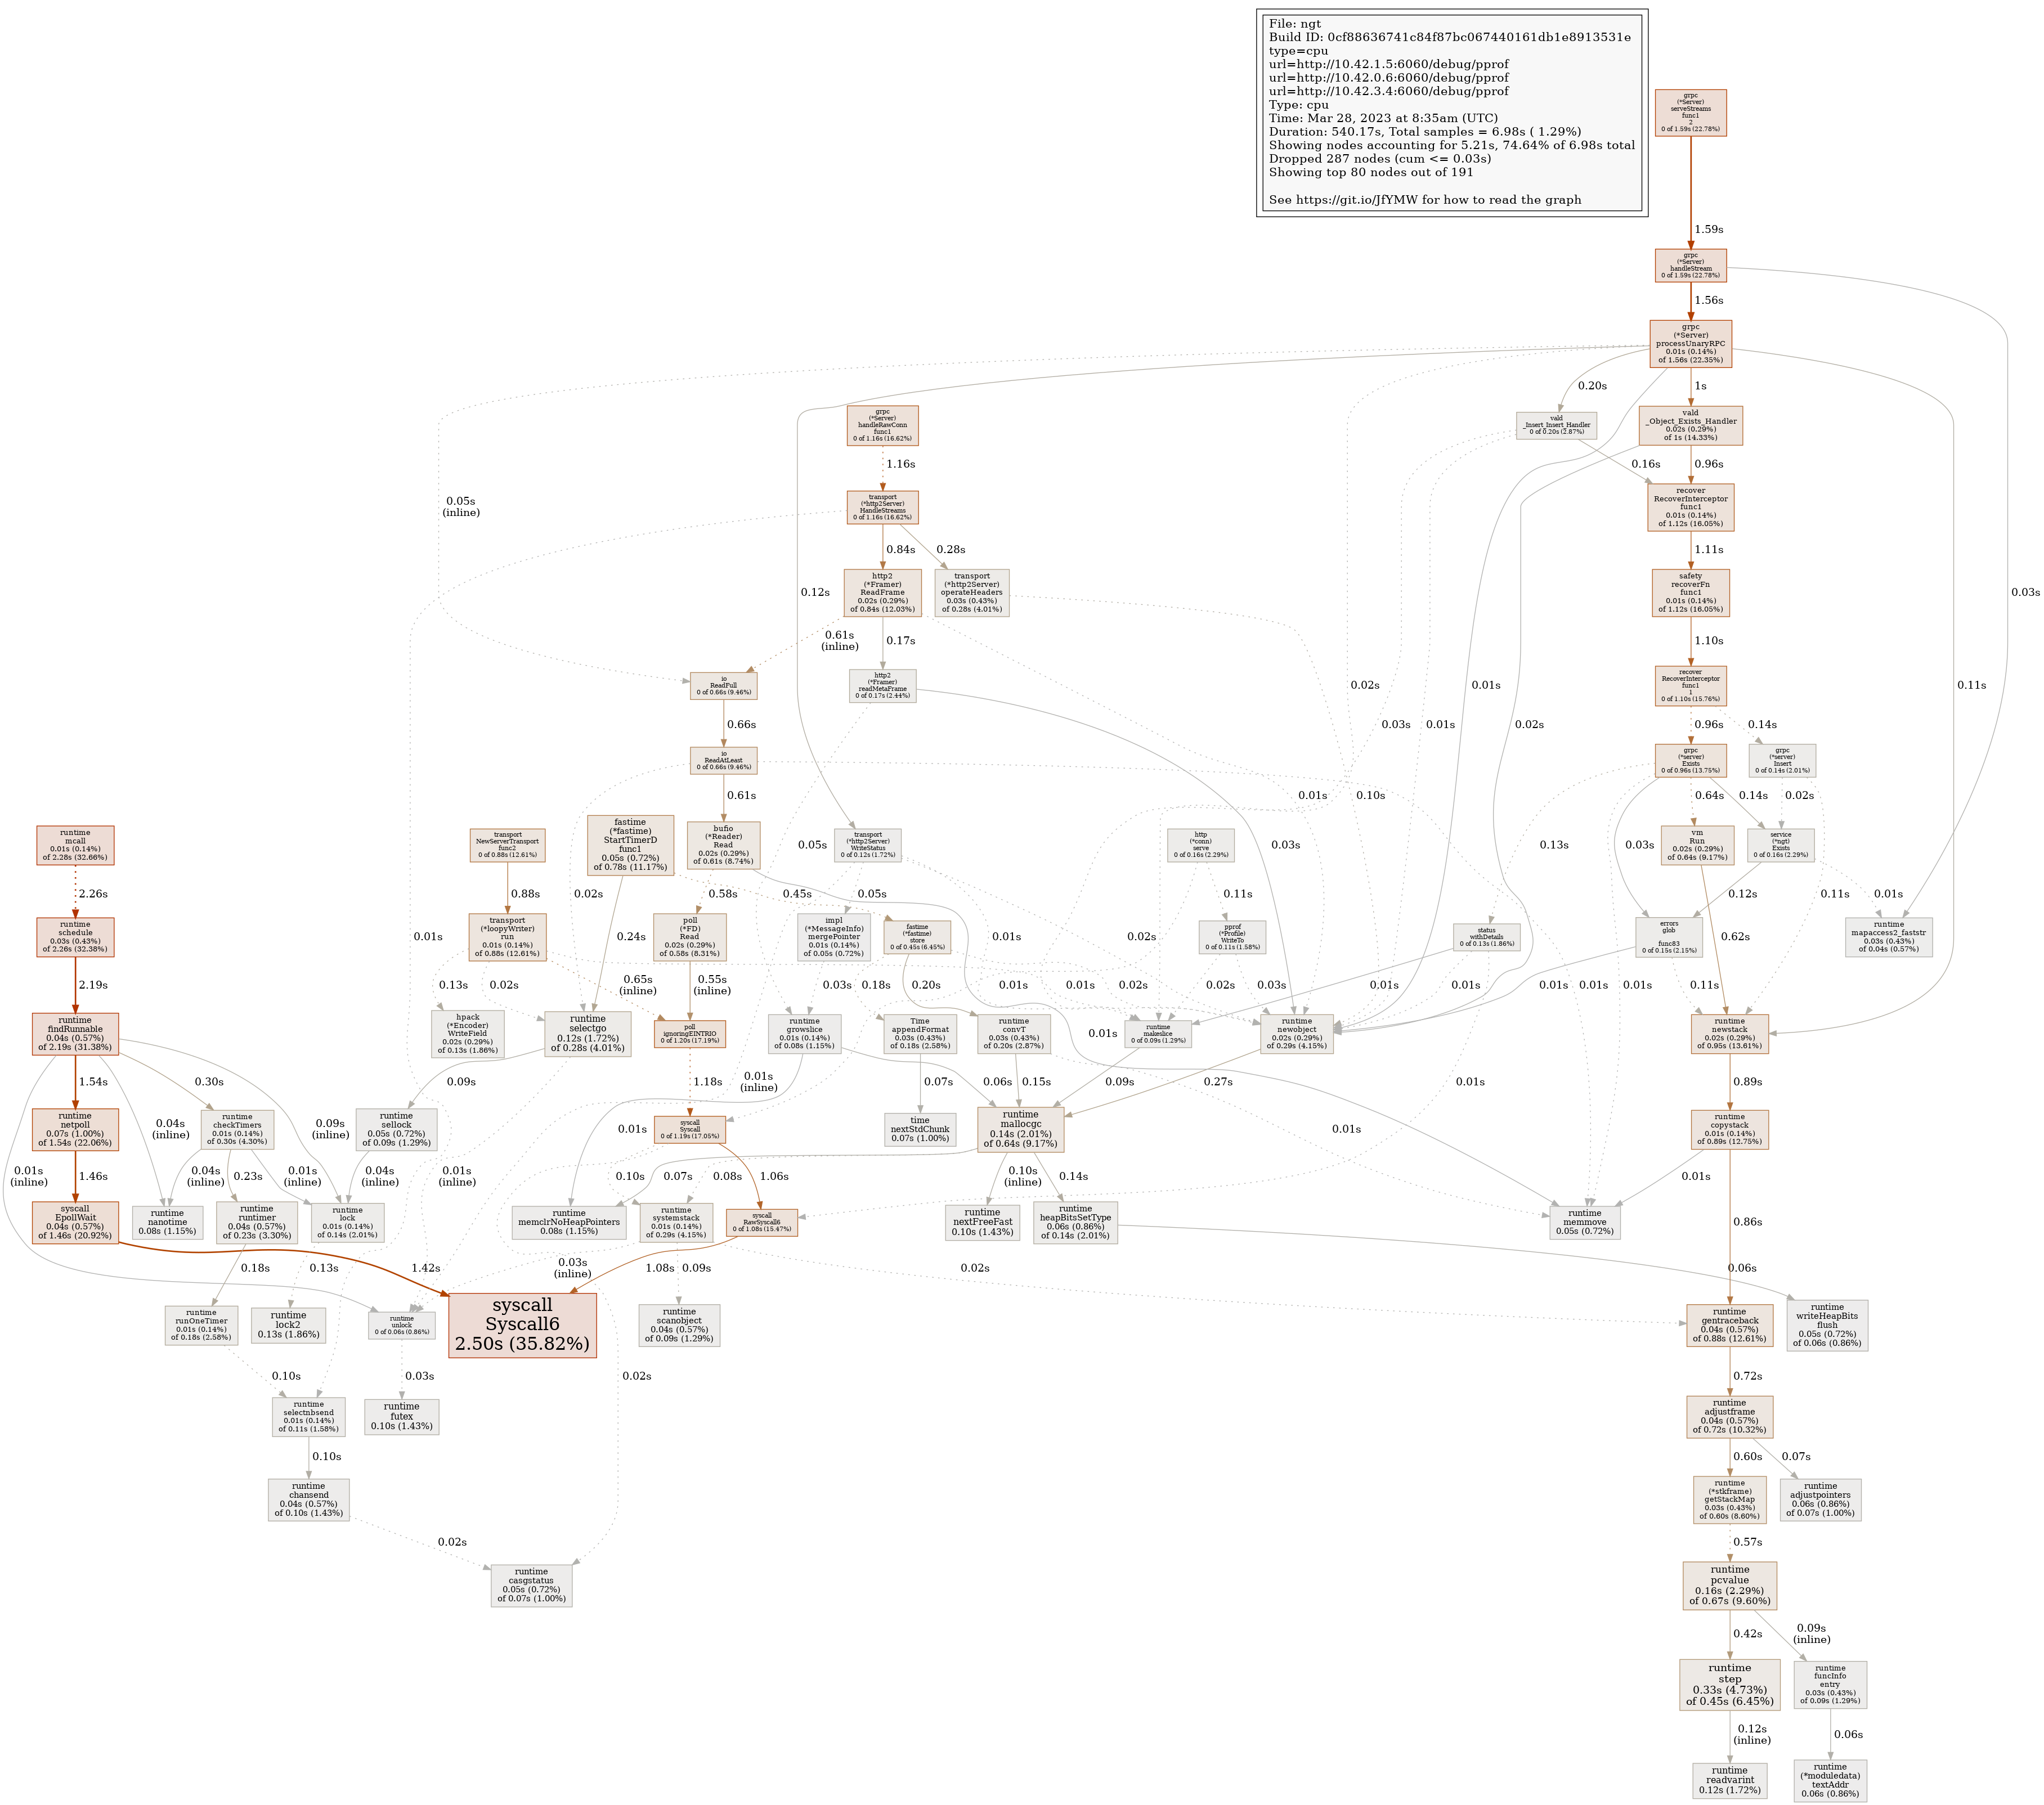 File: ngt
Build ID: 0cf88636741c84f87bc067440161db1e8913531e
type=cpu
url=http://10.42.1.5:6060/debug/pprof
url=http://10.42.0.6:6060/debug/pprof
url=http://10.42.3.4:6060/debug/pprof
Type: cpu
Time: Mar 28, 2023 at 8:35am (UTC)
Duration: 540.17s, Total samples = 6.98s ( 1.29%)
Showing nodes accounting for 5.21s, 74.64% of 6.98s total
Dropped 287 nodes (cum <= 0.03s)
Showing top 80 nodes out of 191
See https://git.io/JfYMW for how to read the graph
grpc
(*Server)
serveStreams
func1
2
0 of 1.59s (22.78%)
1.59s
grpc
(*Server)
handleStream
0 of 1.59s (22.78%)
1.56s
grpc
(*Server)
processUnaryRPC
0.01s (0.14%)
of 1.56s (22.35%)
0.20s
1s
grpc
(*Server)
handleRawConn
func1
0 of 1.16s (16.62%)
vald
_Insert_Insert_Handler
0 of 0.20s (2.87%)
vald
_Object_Exists_Handler
0.02s (0.29%)
of 1s (14.33%)
1.16s
0.16s
0.96s
0.05s
(inline)
transport
(*http2Server)
HandleStreams
0 of 1.16s (16.62%)
recover
RecoverInterceptor
func1
0.01s (0.14%)
of 1.12s (16.05%)
0.84s
0.28s
1.11s
0.12s
http2
(*Framer)
ReadFrame
0.02s (0.29%)
of 0.84s (12.03%)
transport
(*http2Server)
operateHeaders
0.03s (0.43%)
of 0.28s (4.01%)
safety
recoverFn
func1
0.01s (0.14%)
of 1.12s (16.05%)
0.03s
0.61s
(inline)
0.17s
1.10s
io
ReadFull
0 of 0.66s (9.46%)
http2
(*Framer)
readMetaFrame
0 of 0.17s (2.44%)
0.02s
0.01s
recover
RecoverInterceptor
func1
1
0 of 1.10s (15.76%)
0.11s
0.66s
0.03s
0.01s
0.02s
0.96s
0.14s
io
ReadAtLeast
0 of 0.66s (9.46%)
grpc
(*server)
Exists
0 of 0.96s (13.75%)
grpc
(*server)
Insert
0 of 0.14s (2.01%)
0.61s
0.01s
0.10s
0.64s
0.14s
0.02s
runtime
mcall
0.01s (0.14%)
of 2.28s (32.66%)
transport
NewServerTransport
func2
0 of 0.88s (12.61%)
fastime
(*fastime)
StartTimerD
func1
0.05s (0.72%)
of 0.78s (11.17%)
bufio
(*Reader)
Read
0.02s (0.29%)
of 0.61s (8.74%)
0.05s
transport
(*http2Server)
WriteStatus
0 of 0.12s (1.72%)
http
(*conn)
serve
0 of 0.16s (2.29%)
0.03s
0.13s
0.03s
vm
Run
0.02s (0.29%)
of 0.64s (9.17%)
service
(*ngt)
Exists
0 of 0.16s (2.29%)
2.26s
0.88s
0.02s
0.45s
0.58s
0.05s
0.11s
0.12s
0.11s
0.01s
runtime
schedule
0.03s (0.43%)
of 2.26s (32.38%)
0.01s
transport
(*loopyWriter)
run
0.01s (0.14%)
of 0.88s (12.61%)
0.24s
poll
(*FD)
Read
0.02s (0.29%)
of 0.58s (8.31%)
impl
(*MessageInfo)
mergePointer
0.01s (0.14%)
of 0.05s (0.72%)
fastime
(*fastime)
store
0 of 0.45s (6.45%)
0.01s
0.02s
pprof
(*Profile)
WriteTo
0 of 0.11s (1.58%)
status
withDetails
0 of 0.13s (1.86%)
errors
glob

func83
0 of 0.15s (2.15%)
0.62s
runtime
mapaccess2_faststr
0.03s (0.43%)
of 0.04s (0.57%)
2.19s
0.13s
0.02s
0.65s
(inline)
0.55s
(inline)
0.03s
0.18s
0.20s
0.01s
0.01s
0.02s
0.02s
0.03s
0.01s
0.01s
0.01s
0.01s
0.01s
0.11s
runtime
findRunnable
0.04s (0.57%)
of 2.19s (31.38%)
hpack
(*Encoder)
WriteField
0.02s (0.29%)
of 0.13s (1.86%)
runtime
selectgo
0.12s (1.72%)
of 0.28s (4.01%)
poll
ignoringEINTRIO
0 of 1.20s (17.19%)
runtime
growslice
0.01s (0.14%)
of 0.08s (1.15%)
Time
appendFormat
0.03s (0.43%)
of 0.18s (2.58%)
runtime
convT
0.03s (0.43%)
of 0.20s (2.87%)
0.01s
runtime
makeslice
0 of 0.09s (1.29%)
runtime
newobject
0.02s (0.29%)
of 0.29s (4.15%)
runtime
newstack
0.02s (0.29%)
of 0.95s (13.61%)
1.54s
0.30s
0.09s
1.18s
0.01s
(inline)
0.06s
0.07s
0.15s
0.09s
0.27s
0.01s
0.89s
runtime
netpoll
0.07s (1.00%)
of 1.54s (22.06%)
0.04s
(inline)
runtime
checkTimers
0.01s (0.14%)
of 0.30s (4.30%)
0.09s
(inline)
runtime
sellock
0.05s (0.72%)
of 0.09s (1.29%)
syscall
Syscall
0 of 1.19s (17.05%)
0.01s
time
nextStdChunk
0.07s (1.00%)
runtime
mallocgc
0.14s (2.01%)
of 0.64s (9.17%)
0.01s
runtime
copystack
0.01s (0.14%)
of 0.89s (12.75%)
0.01s
(inline)
1.46s
0.04s
(inline)
0.23s
0.01s
(inline)
0.04s
(inline)
0.01s
(inline)
0.10s
1.06s
0.07s
0.08s
0.10s
(inline)
0.14s
0.01s
syscall
EpollWait
0.04s (0.57%)
of 1.46s (20.92%)
runtime
nanotime
0.08s (1.15%)
runtime
runtimer
0.04s (0.57%)
of 0.23s (3.30%)
runtime
lock
0.01s (0.14%)
of 0.14s (2.01%)
runtime
memclrNoHeapPointers
0.08s (1.15%)
runtime
systemstack
0.01s (0.14%)
of 0.29s (4.15%)
syscall
RawSyscall6
0 of 1.08s (15.47%)
runtime
nextFreeFast
0.10s (1.43%)
runtime
heapBitsSetType
0.06s (0.86%)
of 0.14s (2.01%)
runtime
memmove
0.05s (0.72%)
0.86s
1.42s
0.18s
0.13s
0.03s
(inline)
1.08s
0.09s
0.02s
0.06s
runtime
runOneTimer
0.01s (0.14%)
of 0.18s (2.58%)
runtime
lock2
0.13s (1.86%)
runtime
unlock
0 of 0.06s (0.86%)
syscall
Syscall6
2.50s (35.82%)
runtime
scanobject
0.04s (0.57%)
of 0.09s (1.29%)
runtime
gentraceback
0.04s (0.57%)
of 0.88s (12.61%)
runtime
writeHeapBits
flush
0.05s (0.72%)
of 0.06s (0.86%)
0.10s
0.03s
0.02s
0.72s
runtime
selectnbsend
0.01s (0.14%)
of 0.11s (1.58%)
runtime
futex
0.10s (1.43%)
runtime
adjustframe
0.04s (0.57%)
of 0.72s (10.32%)
0.10s
0.60s
0.07s
runtime
chansend
0.04s (0.57%)
of 0.10s (1.43%)
runtime
(*stkframe)
getStackMap
0.03s (0.43%)
of 0.60s (8.60%)
runtime
adjustpointers
0.06s (0.86%)
of 0.07s (1.00%)
0.02s
0.57s
runtime
casgstatus
0.05s (0.72%)
of 0.07s (1.00%)
runtime
pcvalue
0.16s (2.29%)
of 0.67s (9.60%)
0.42s
0.09s
(inline)
runtime
step
0.33s (4.73%)
of 0.45s (6.45%)
runtime
funcInfo
entry
0.03s (0.43%)
of 0.09s (1.29%)
0.12s
(inline)
0.06s
runtime
readvarint
0.12s (1.72%)
runtime
(*moduledata)
textAddr
0.06s (0.86%)